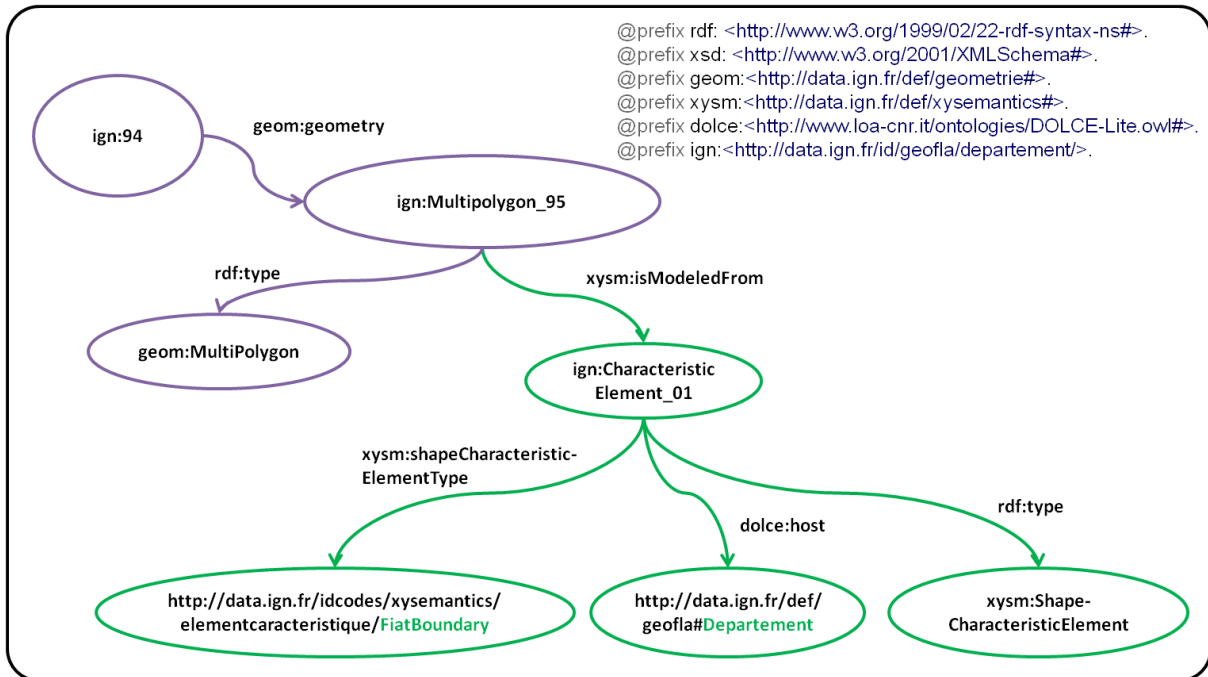 @prefix rdf: <http://www.w3.org/1999/02/22-rdf-syntax-ns#>.
@prefix xsd: <http://www.w3.org/2001/XMLSchema#>.
@prefix geom:<http://data.ign.fr/def/geometrie#>.
@prefix xysm:<http://data.ign.fr/def/xysemantics#>.
@prefix dolce:<http://www.loa-cnr.it/ontologies/DOLCE-Lite.owl#>.
@prefix ign:<http://data.ign.fr/id/geofla/departement/>.
ign:94
geom:geometry
ign:Multipolygon_95
rdf:type
xysm:isModeledFrom
geom:MultiPolygon
ign:Characteristic
Element_01
xysm:shapeCharacteristic-
ElementType
dolce:host
rdf:type
http://data.ign.fr/idcodes/xysemantics/
elementcaracteristique/FiatBoundary
http://data.ign.fr/def/
geofla#Departement
xysm:Shape-
CharacteristicElement